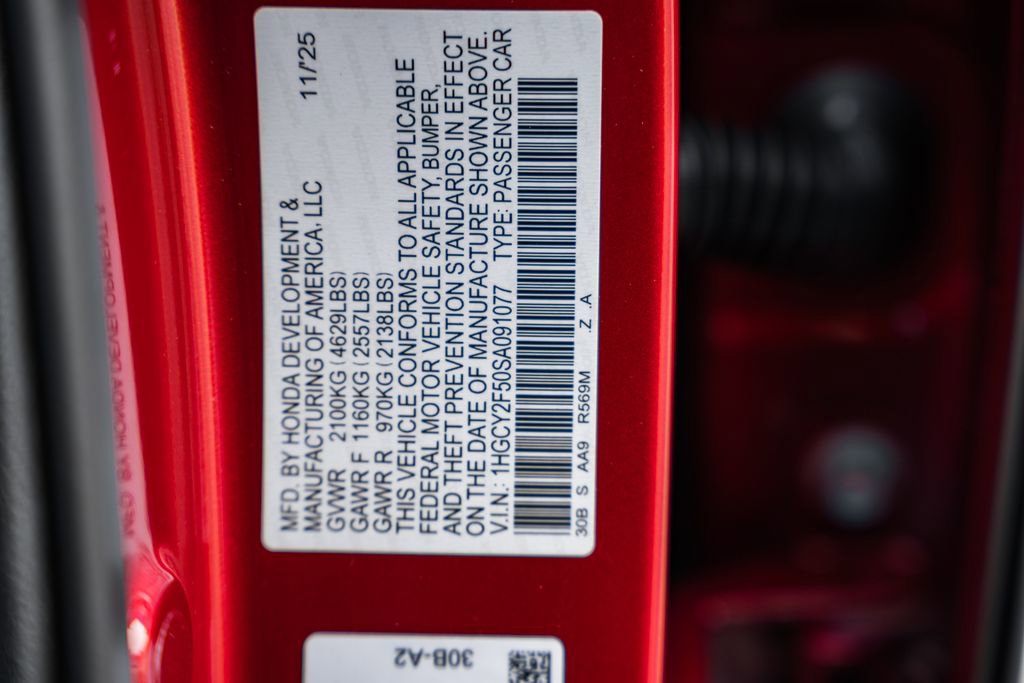 MFD. BY HONDA DEVELOPMENT & 11/25
MANUFACTURING OF AMERICA, LLC
GVWR 2100KG (4629LBS)
GAWR F 1160KG (2557LBS)
GAWR R 970KG (2138LBS)
THIS VEHICLE CONFORMS TO ALL APPLICABLE
FEDERAL MOTOR VEHICLE SAFETY, BUMPER,
AND THEFT PREVENTION STANDARDS IN EFFECT
ON THE DATE OF MANUFACTURE SHOWN ABOVE.
V.I.N.: 1HGCY2F50SA091077 TYPE: PASSENGER CAR
30B S AA9 R569M .Z .A
30B-A2